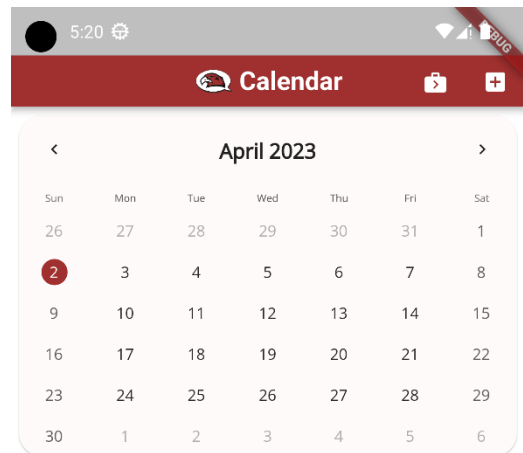 5:20
DEBUG
Calendar
April 2023
Sun Mon Tue Wed Thu Fri Sat
26 27 28 29 30 31 1
2 3 4 5 6 7 8
9 10 11 12 13 14 15
16 17 18 19 20 21 22
23 24 25 26 27 28 29
30 1 2 3 4 5 6